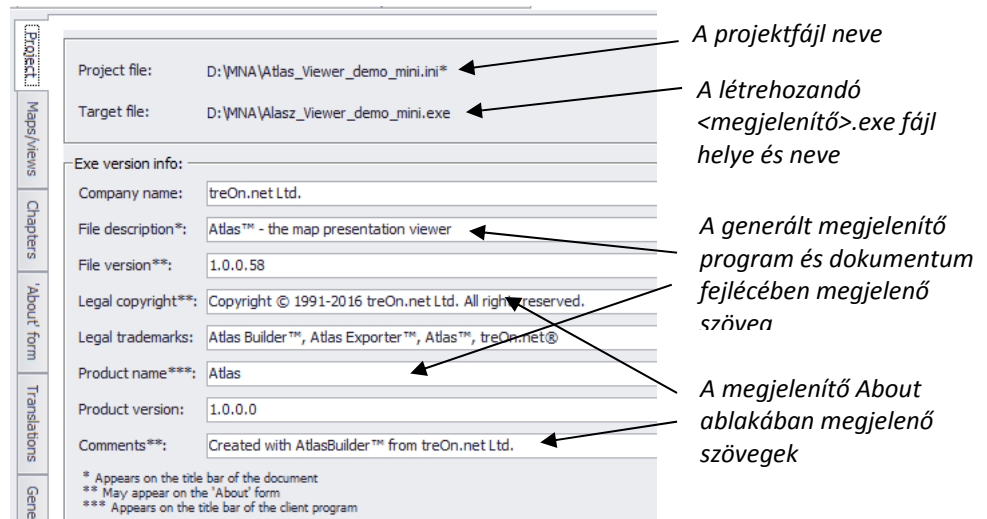 Project
Maps/views
Chapters
'About' form
Translations
Gene
Project file: D:\MNA\Atlas_Viewer_demo_mini.ini*
Target file: D:\MNA\Alasz_Viewer_demo_mini.exe
Exe version info:
Company name: treOn.net Ltd.
File description*: Atlas™ - the map presentation viewer
File version**: 1.0.0.58
Legal copyright**: Copyright © 1991-2016 treOn.net Ltd. All rights reserved.
Legal trademarks: Atlas Builder™, Atlas Exporter™, Atlas™, treOn.net®
Product name***: Atlas
Product version: 1.0.0.0
Comments**: Created with AtlasBuilder™ from treOn.net Ltd.
* Appears on the title bar of the document
** May appear on the 'About' form
*** Appears on the title bar of the client program
A projektfájl neve
A létrehozandó
<megjelenítő>.exe fájl
helye és neve
A generált megjelenítő
program és dokumentum
fejlécében megjelenő
szöveg
A megjelenítő About
ablakában megjelenő
szövegek